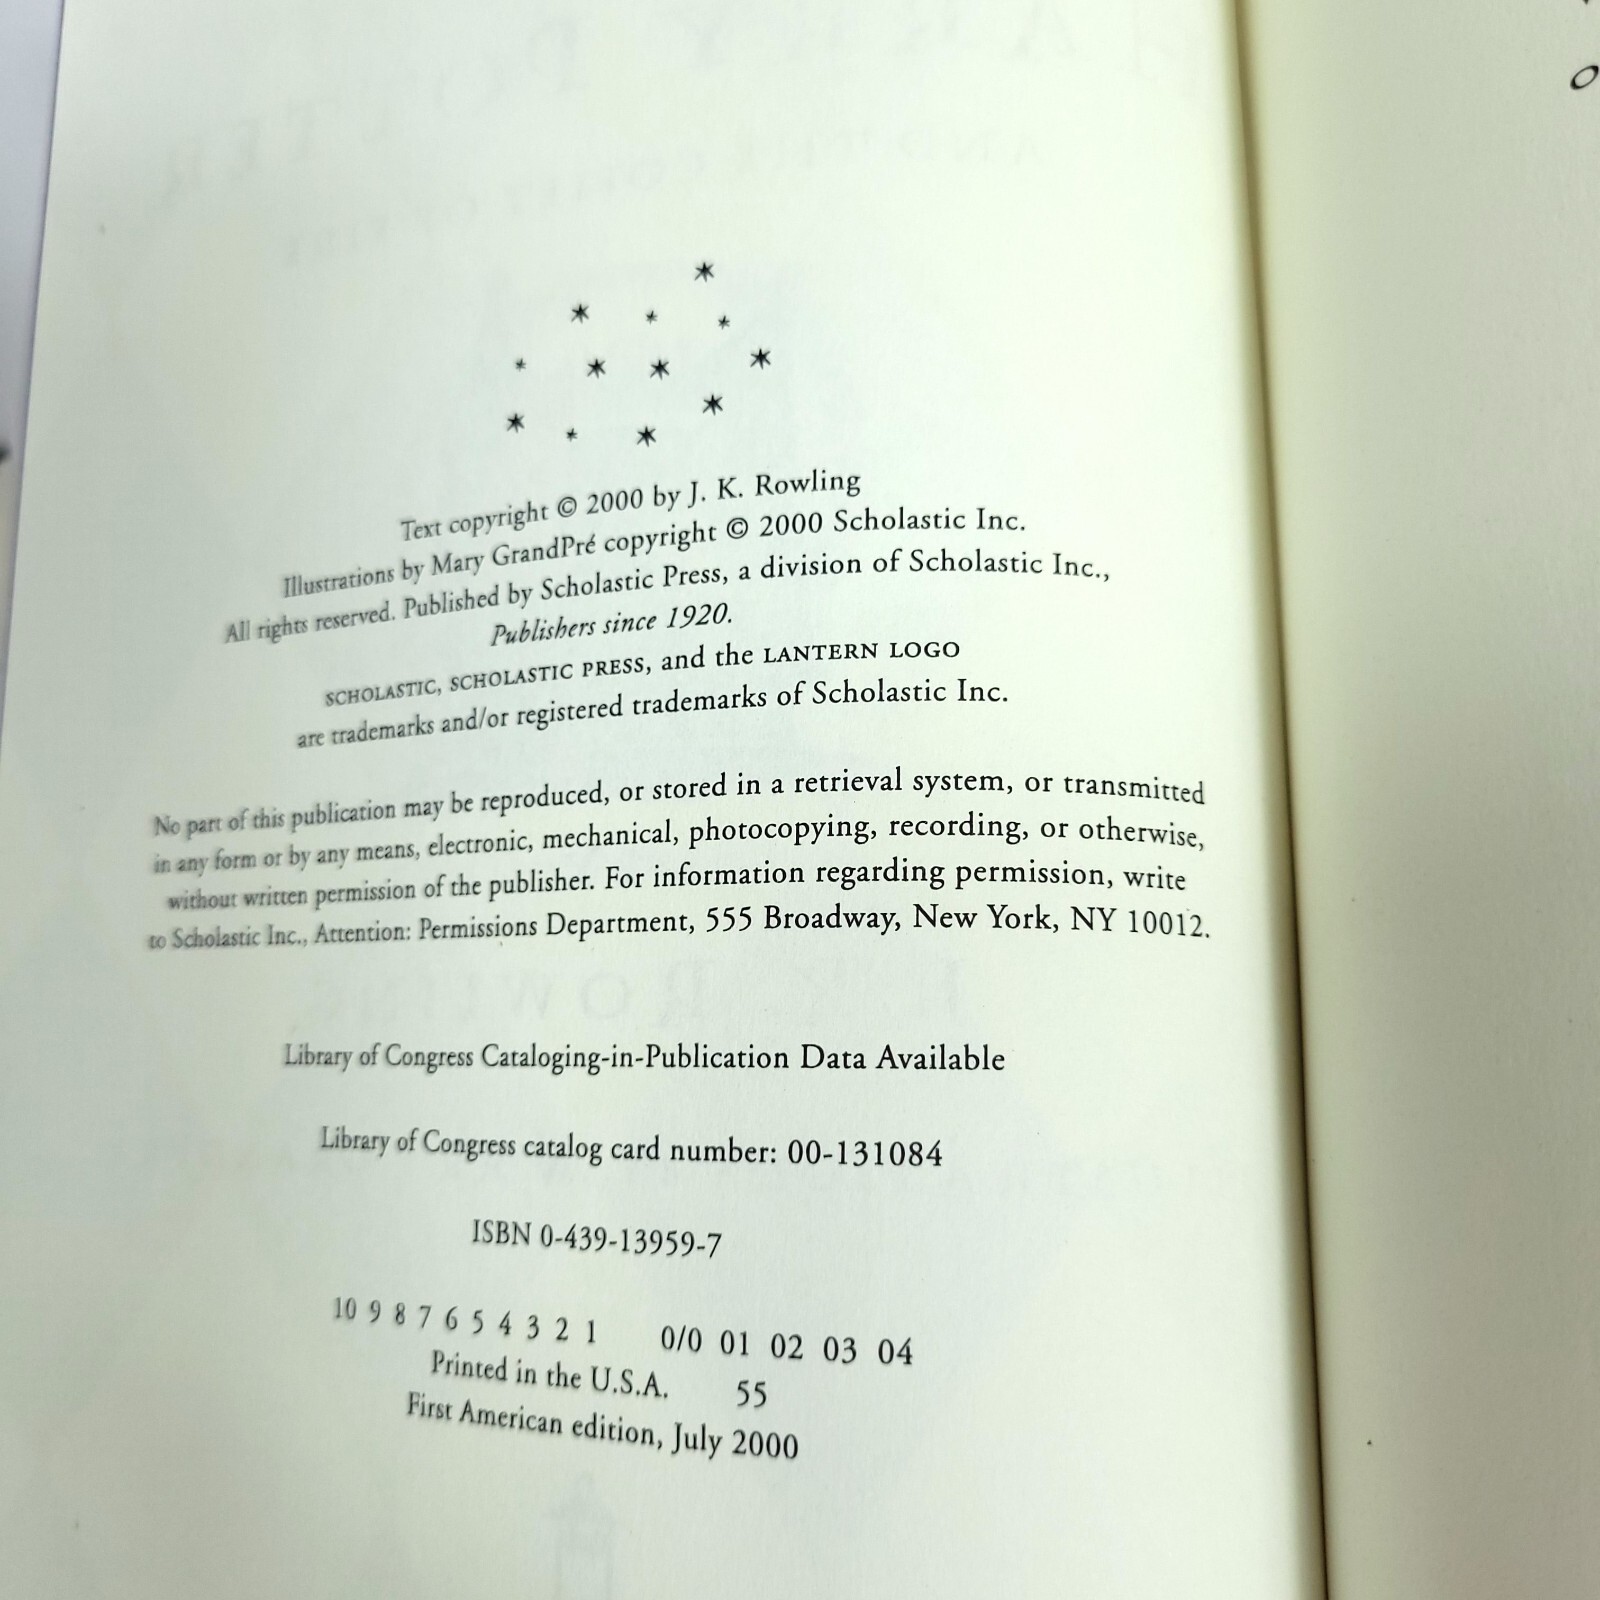 Text copyright © 2000 by J. K. Rowling
Illustrations by Mary GrandPré copyright © 2000 Scholastic Inc.
All rights reserved. Published by Scholastic Press, a division of Scholastic Inc.,
Publishers since 1920.
SCHOLASTIC, SCHOLASTIC PRESS, and the LANTERN LOGO
are trademarks and/or registered trademarks of Scholastic Inc.
No part of this publication may be reproduced, or stored in a retrieval system, or transmitted
in any form or by any means, electronic, mechanical, photocopying, recording, or otherwise,
without written permission of the publisher. For information regarding permission, write
to Scholastic Inc., Attention: Permissions Department, 555 Broadway, New York, NY 10012.
Library of Congress Cataloging-in-Publication Data Available
Library of Congress catalog card number: 00-131084
ISBN 0-439-13959-7
10 9 8 7 6 5 4 3 2 1 0/0 01 02 03 04
Printed in the U.S.A. 55
First American edition, July 2000